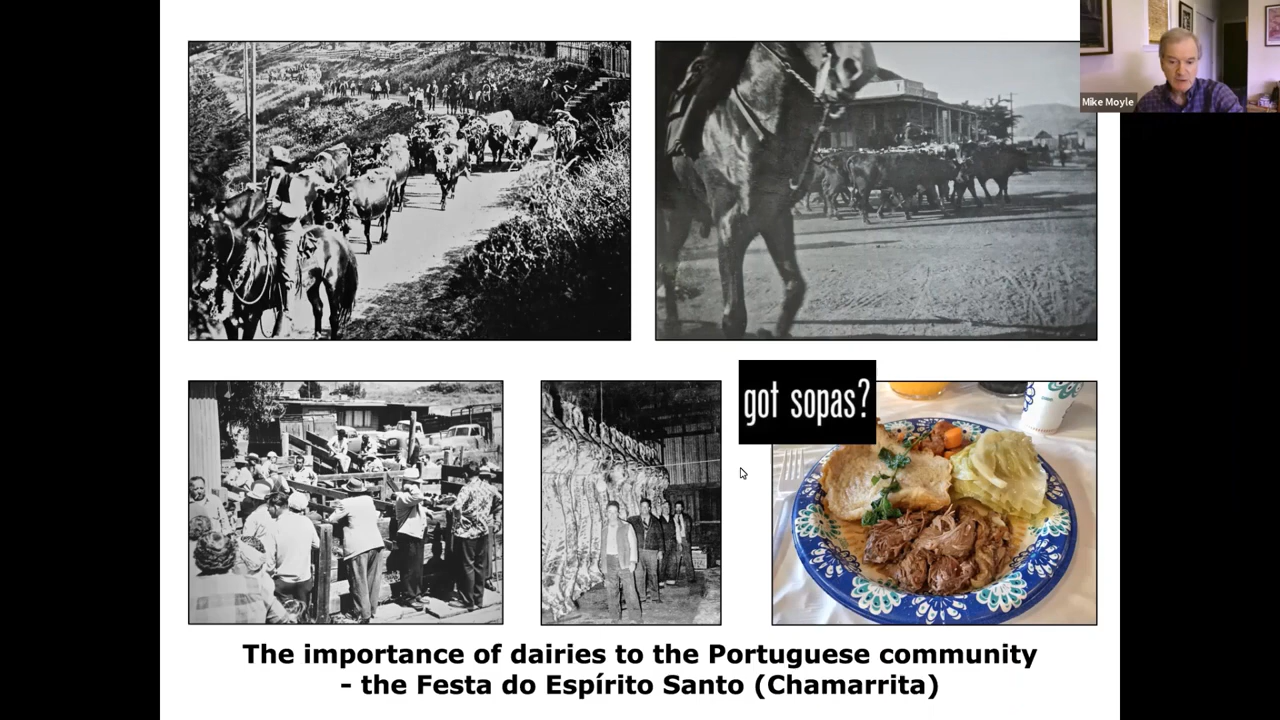 Mike Moyle
got sopas?
The importance of dairies to the Portuguese community
- the Festa do Espírito Santo (Chamarrita)